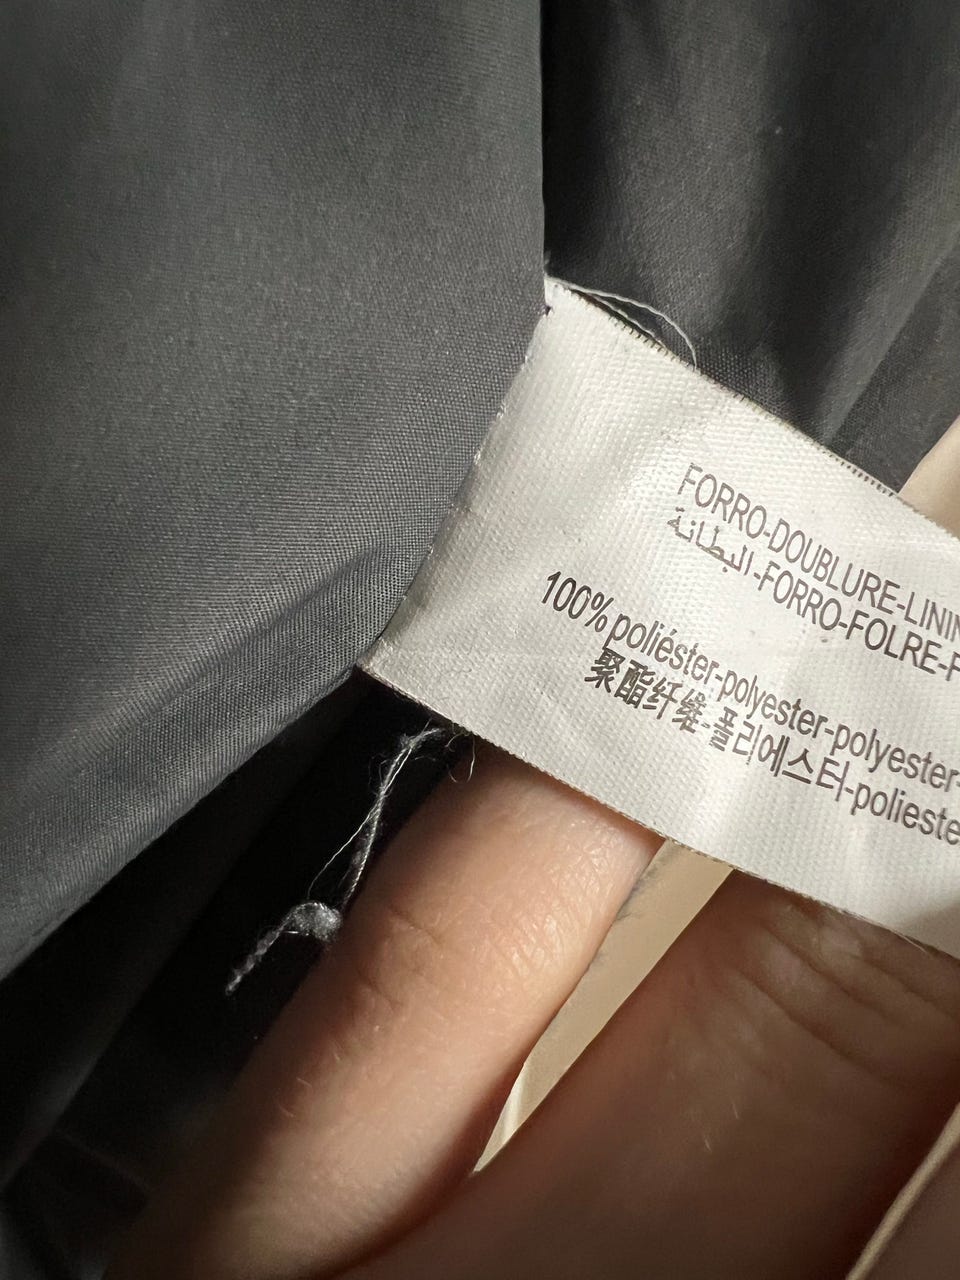 FORRO-DOUBLURE-LININ
البطانة-FORRO-FOLRE-F
100% poliéster-polyester-polyester-
聚酯纤维-폴리에스터-polieste